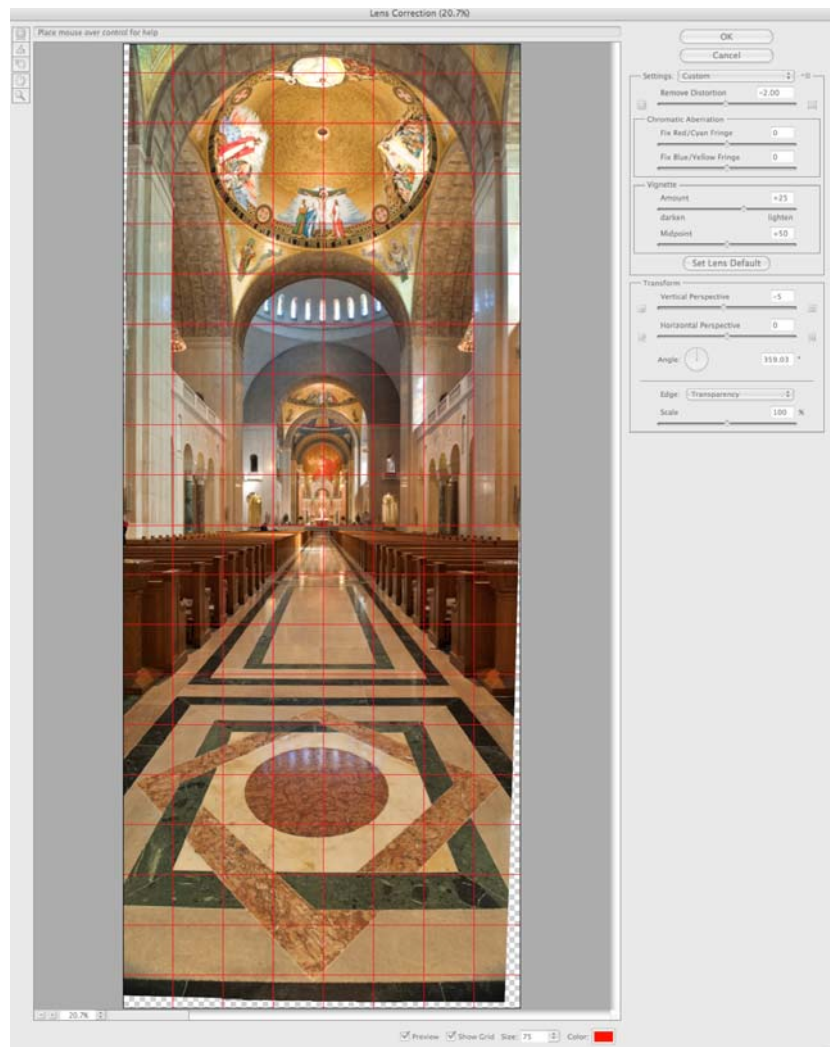 Lens Correction (20.7%)
Place mouse over control for help
OK
Cancel
Settings: Custom
Remove Distortion -2.00
Chromatic Aberration
Fix Red/Cyan Fringe 0
Fix Blue/Yellow Fringe 0
Vignette
Amount +25
darken lighten
Midpoint +50
Set Lens Default
Transform
Vertical Perspective -5
Horizontal Perspective 0
Angle: 359.03 °
Edge: Transparency
Scale 100 %
20.7%
Preview Show Grid Size: 75 Color: